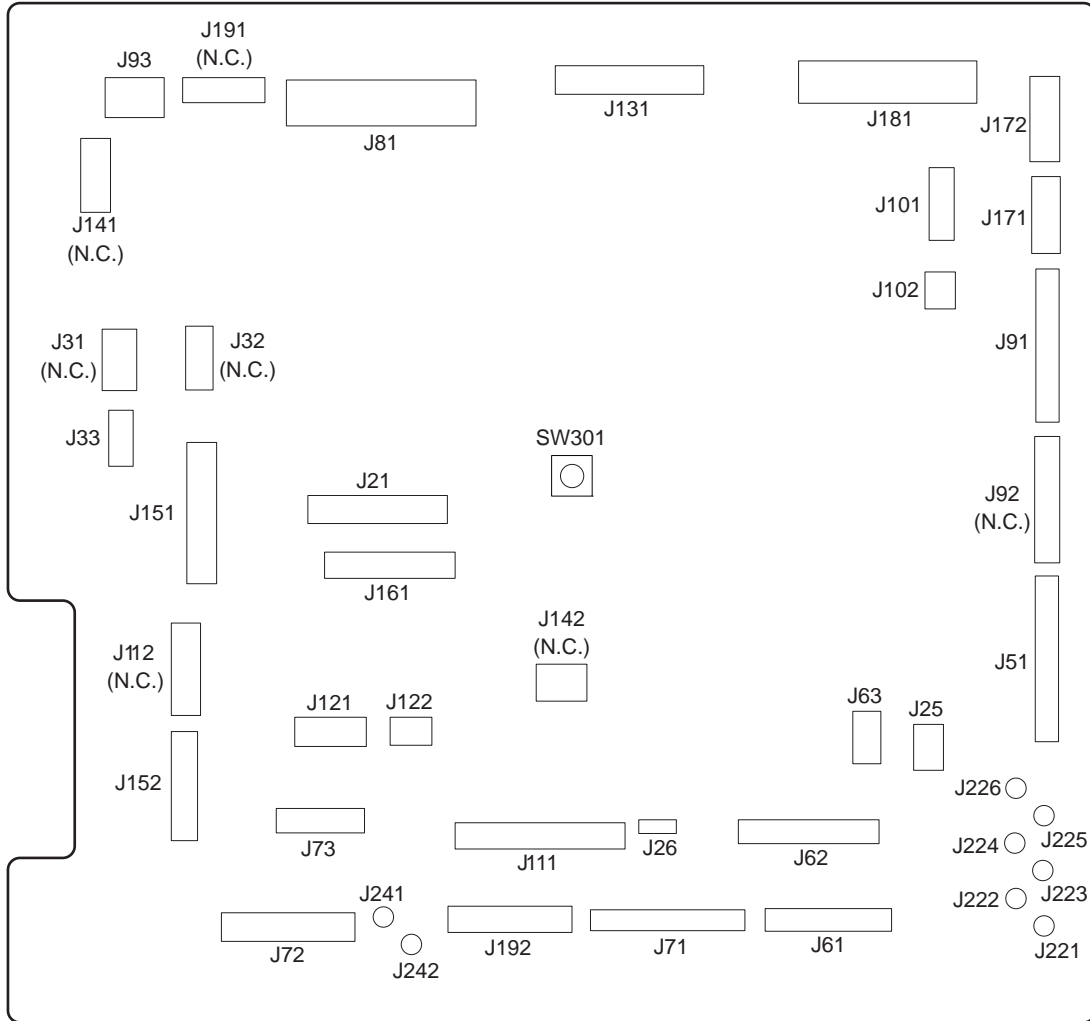 J191
(N.C.)
J93
J131
J181
J81
J172
J141
(N.C.)
J101
J171
J102
J31
(N.C.)
J32
(N.C.)
J91
J33
SW301
J21
J151
J92
(N.C.)
J161
J142
(N.C.)
J112
(N.C.)
J51
J121
J122
J63
J25
J152
J226
J225
J73
J111
J26
J62
J224
J241
J223
J222
J72
J242
J192
J71
J61
J221